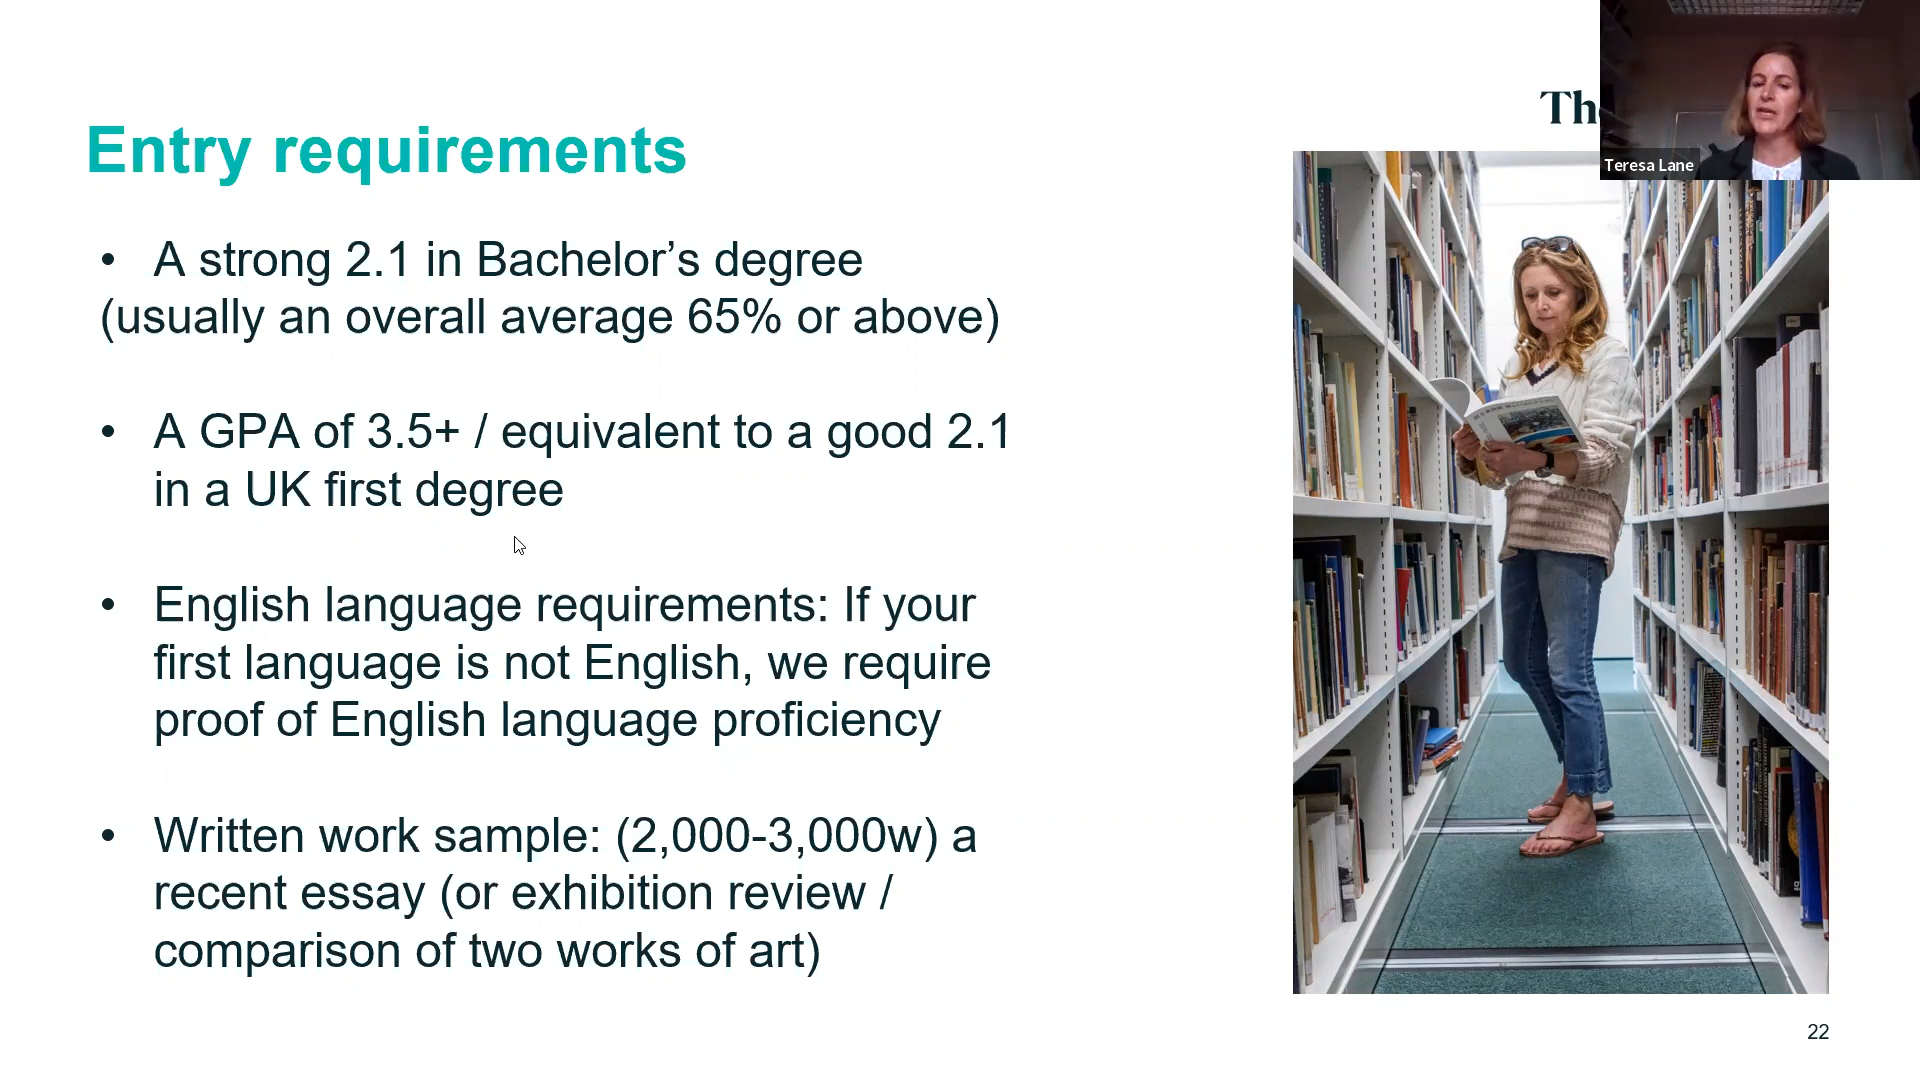 Entry requirements
• A strong 2.1 in Bachelor’s degree
(usually an overall average 65% or above)
• A GPA of 3.5+ / equivalent to a good 2.1
in a UK first degree
• English language requirements: If your
first language is not English, we require
proof of English language proficiency
• Written work sample: (2,000-3,000w) a
recent essay (or exhibition review /
comparison of two works of art)
Teresa Lane
22